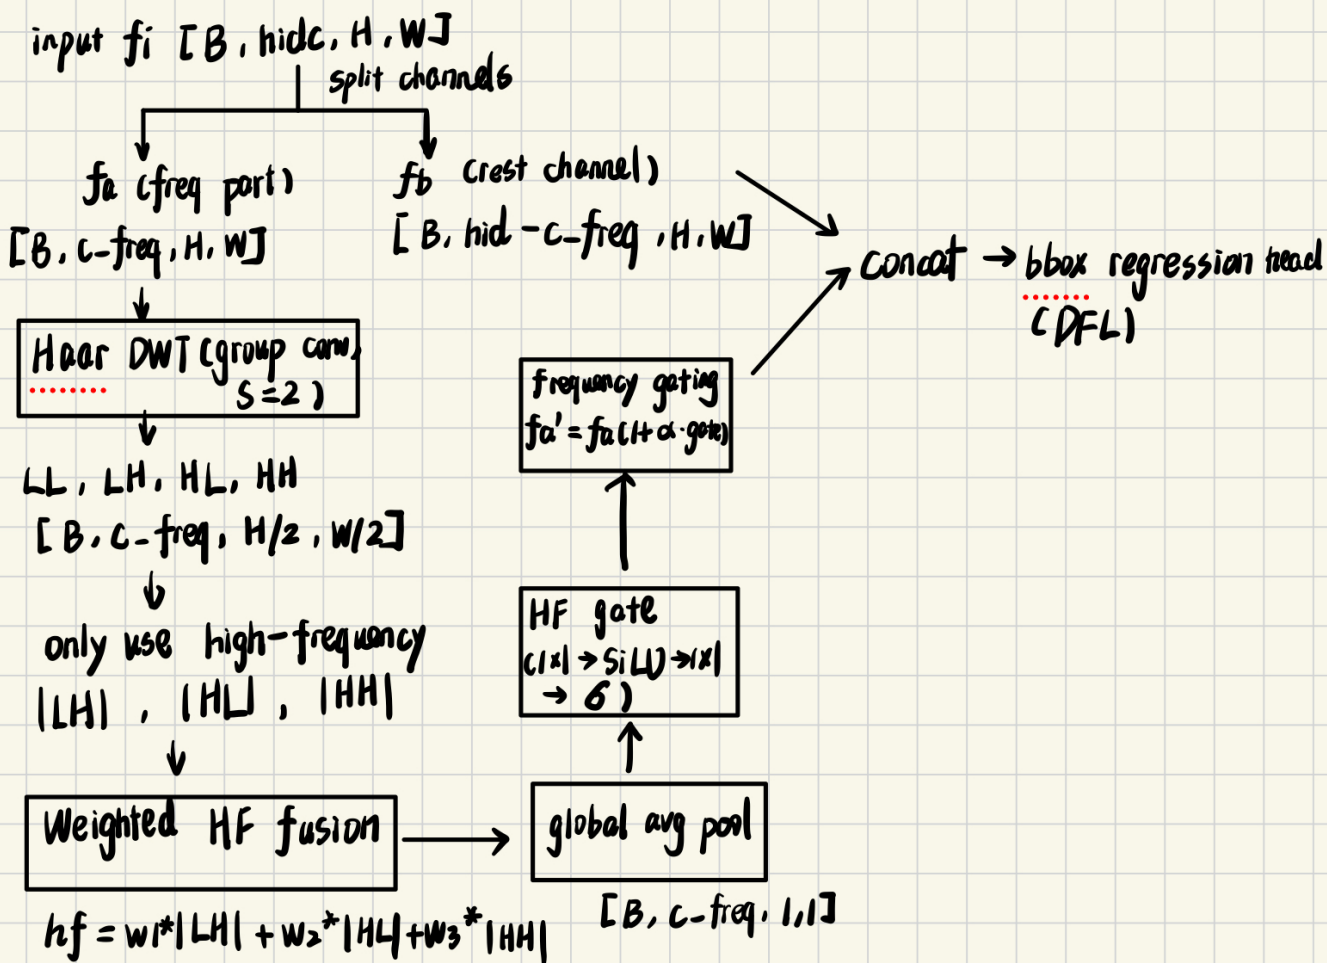 input fi [B, hidc, H, W]
split channels
fa (freq part)
[B, c-freq, H, W]
fb (rest channel)
[B, hid-c-freq, H, W]
concat → bbox regression head
(DFL)
Haar DWT (group conv,
S=2)
LL, LH, HL, HH
[B, c-freq, H/2, W/2]
only use high-frequency
|LH|, |HL|, |HH|
Weighted HF fusion
hf = w1*|LH| + w2*|HL| + w3*|HH|
global avg pool
[B, c-freq, 1,1]
HF gate
(1x1 → SiLU → 1x1
→ σ)
frequency gating
fa' = fa(1+α·gate)